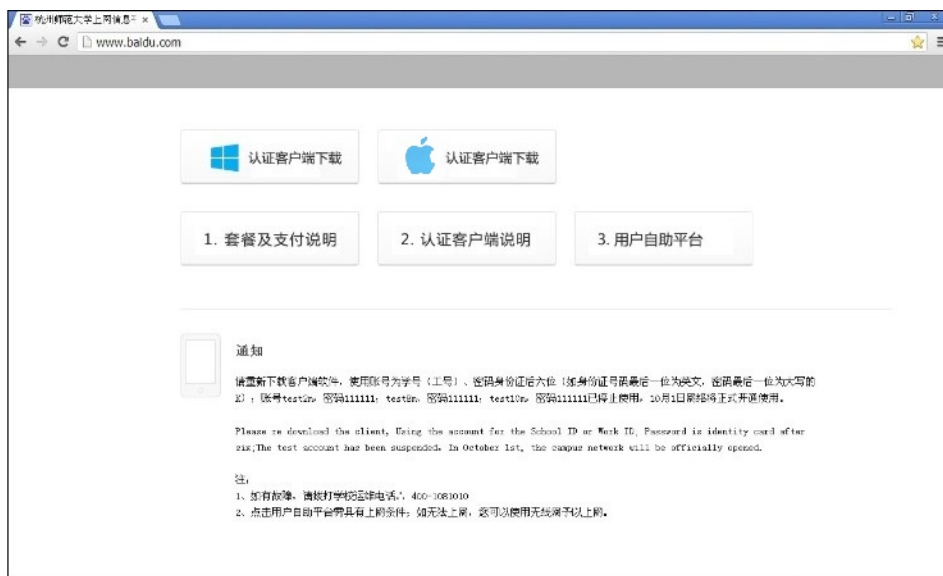 杭州师范大学上网信息
www.baidu.com
认证客户端下载
认证客户端下载
1. 套餐及支付说明
2. 认证客户端说明
3. 用户自助平台
通知
请重新下载客户端软件，使用账号为学号（工号）、密码身份证后六位（如身份证号码最后一位为英文，密码最后一位为大写的
X）；账号test2m，密码111111；test8m，密码111111；test10m，密码111111已停止使用，10月1日网络将正式开通使用。
Please re download the client, Using the account for the School ID or Work ID, Password is identity card after
six;The test account has been suspended. In October 1st, the campus network will be officially opened.
注：
1、如有故障，请拨打学校运维电话：400-1081010
2、点击用户自助平台需具有上网条件；如无法上网，您可以使用无线网予以上网。